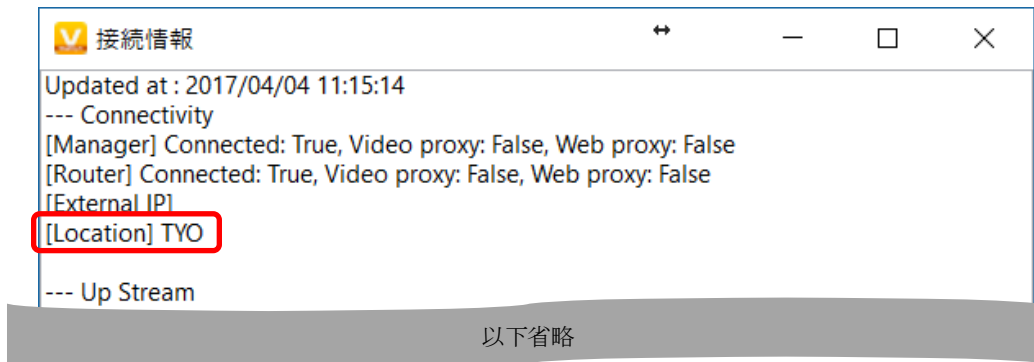 接続情報
Updated at : 2017/04/04 11:15:14
--- Connectivity
[Manager] Connected: True, Video proxy: False, Web proxy: False
[Router] Connected: True, Video proxy: False, Web proxy: False
[External IP]
[Location] TYO
--- Up Stream
以下省略